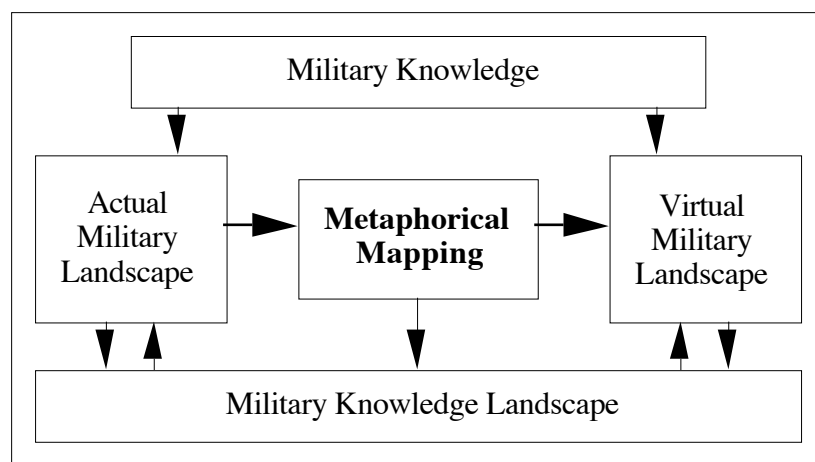 Military Knowledge
Actual
Military
Landscape
Metaphorical
Mapping
Virtual
Military
Landscape
Military Knowledge Landscape